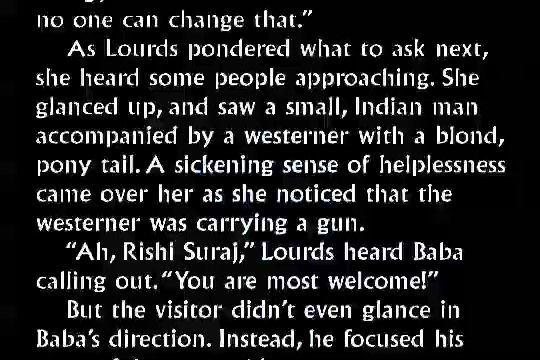 no one can change that."
As Lourds pondered what to ask next,
she heard some people approaching. She
glanced up, and saw a small, Indian man
accompanied by a westerner with a blond,
pony tail. A sickening sense of helplessness
came over her as she noticed that the
westerner was carrying a gun.
"Ah, Rishi Suraj," Lourds heard Baba
calling out. "You are most welcome!"
But the visitor didn't even glance in
Baba's direction. Instead, he focused his